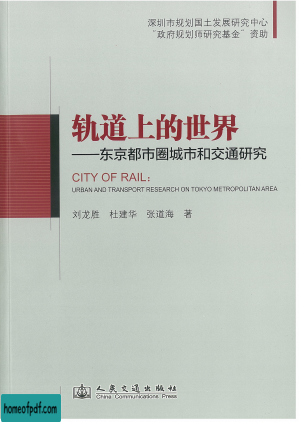 深圳市规划国土发展研究中心
“政府规划师研究基金”资助
轨道上的世界
——东京都市圈城市和交通研究
CITY OF RAIL:
URBAN AND TRANSPORT RESEARCH ON TOKYO METROPOLITAN AREA
刘龙胜 杜建华 张道海 著
人民交通出版社
China Communications Press
homeofpdf.com